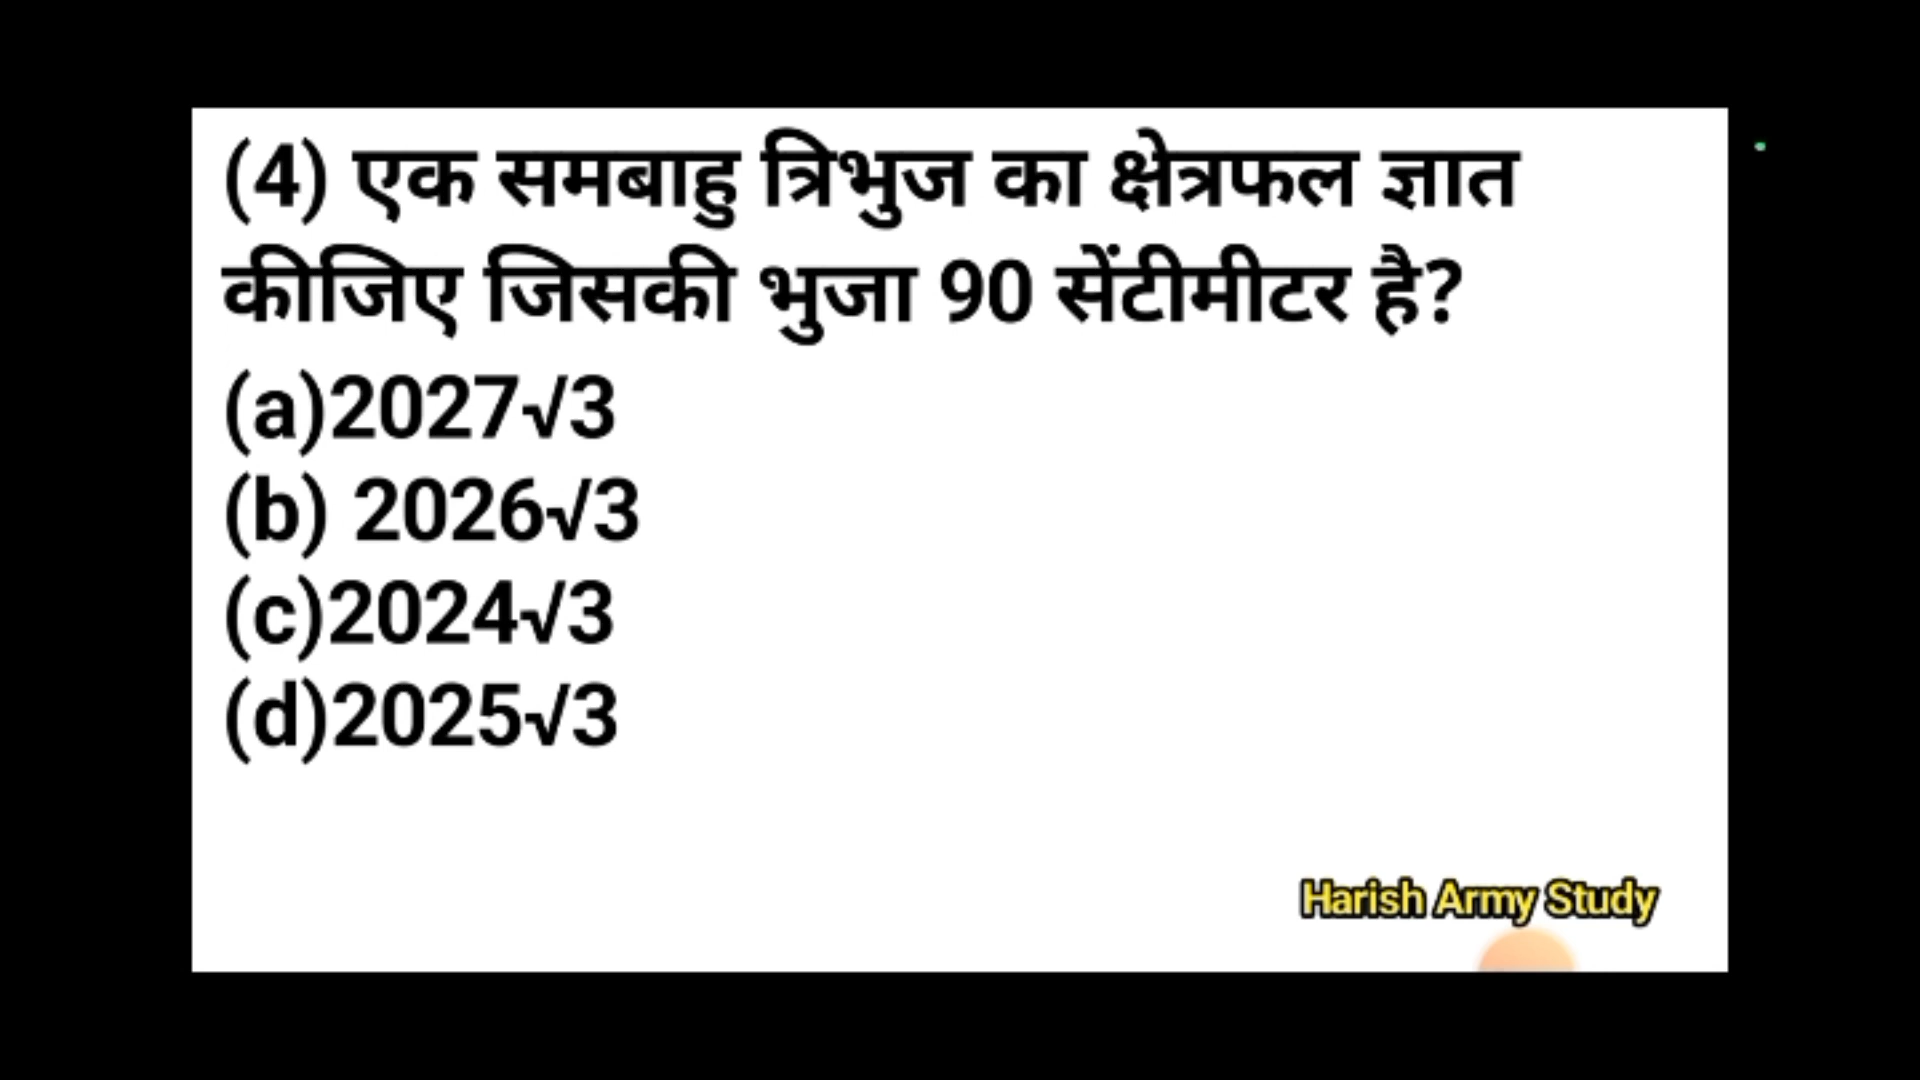 (4) एक समबाहु त्रिभुज का क्षेत्रफल ज्ञात
कीजिए जिसकी भुजा 90 सेंटीमीटर है?
(a)2027√3
(b) 2026√3
(c)2024√3
(d)2025√3
Harish Army Study